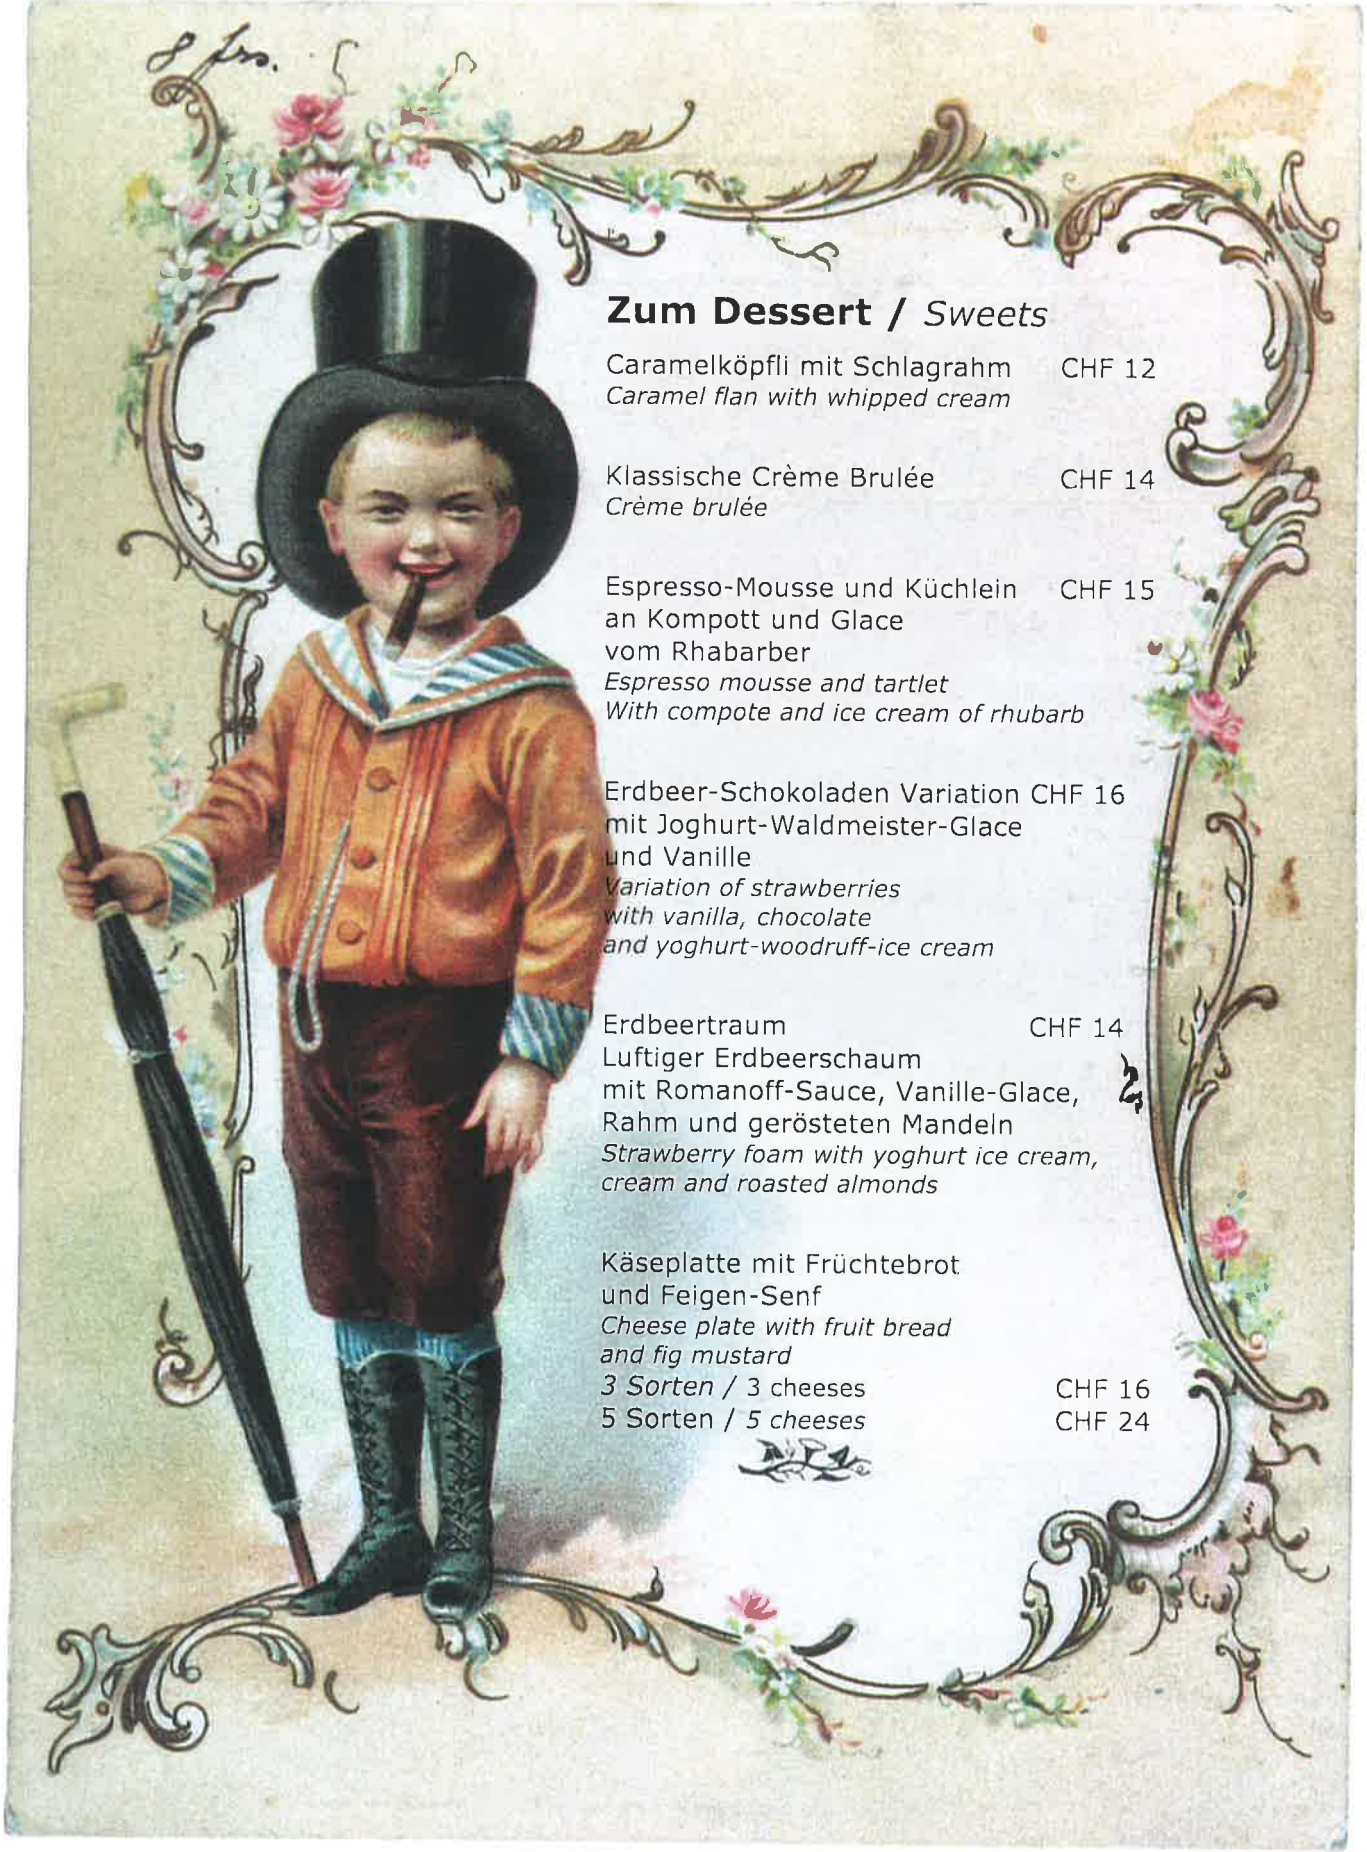 8 frs.
Zum Dessert / Sweets
Caramelköpfli mit Schlagrahm CHF 12
Caramel flan with whipped cream
Klassische Crème Brulée CHF 14
Crème brulée
Espresso-Mousse und Küchlein CHF 15
an Kompott und Glace
vom Rhabarber
Espresso mousse and tartlet
With compote and ice cream of rhubarb
Erdbeer-Schokoladen Variation CHF 16
mit Joghurt-Waldmeister-Glace
und Vanille
Variation of strawberries
with vanilla, chocolate
and yoghurt-woodruff-ice cream
Erdbeertraum CHF 14
Luftiger Erdbeerschaum
mit Romanoff-Sauce, Vanille-Glace,
Rahm und gerösteten Mandeln
Strawberry foam with yoghurt ice cream,
cream and roasted almonds
Käseplatte mit Früchtebrot
und Feigen-Senf
Cheese plate with fruit bread
and fig mustard
3 Sorten / 3 cheeses CHF 16
5 Sorten / 5 cheeses CHF 24